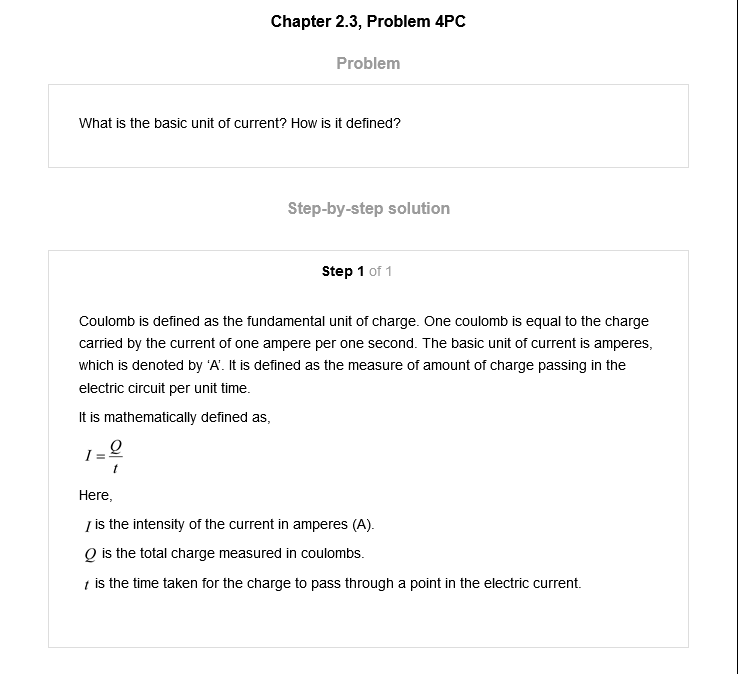 Chapter 2.3, Problem 4PC
Problem
What is the basic unit of current? How is it defined?
Step-by-step solution
Step 1 of 1
Coulomb is defined as the fundamental unit of charge. One coulomb is equal to the charge
carried by the current of one ampere per one second. The basic unit of current is amperes,
which is denoted by ‘A’. It is defined as the measure of amount of charge passing in the
electric circuit per unit time.
It is mathematically defined as,
I = Q/t
Here,
I is the intensity of the current in amperes (A).
Q is the total charge measured in coulombs.
t is the time taken for the charge to pass through a point in the electric current.